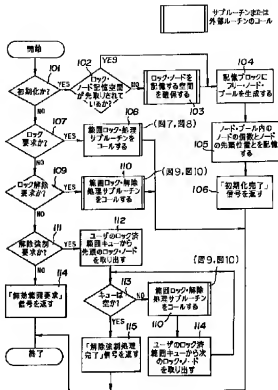 サブルーチンまたは
外部ルーチンのコール
開始
101
初期化か?
YES
102
ロック・
ノード記憶空間
が先取りされて
いるか?
YES
NO
ロック・ノードを
記憶する空間を
確保する
103
104
記憶ブロックに
フリー・ノード・
プールを生成する
105
ノード・プール内の
ノードの個数とノード
の先頭位置とを記憶す
る
106
「初期化完了」
信号を返す
NO
107
ロック
要求か?
YES
108
範囲ロック・処理
サブルーチンを
コールする
(図7,図8)
NO
109
ロック解除
要求か?
YES
110
範囲ロック・解除
処理サブルーチン
をコールする
(図9,図10)
NO
111
解除強制
要求か?
YES
112
ユーザのロック済
範囲キューから
先頭のロック・ノード
を取り出す
NO
113
キューは
空か?
NO
(図9,図10)
範囲ロック・解除
処理サブルーチン
をコールする
110
YES
114
「無効範囲要求」
信号を返す
115
「解除強制処理
完了」信号を返す
114
ユーザのロック済
範囲キューから次
のロック・ノード
を取り出す
終了